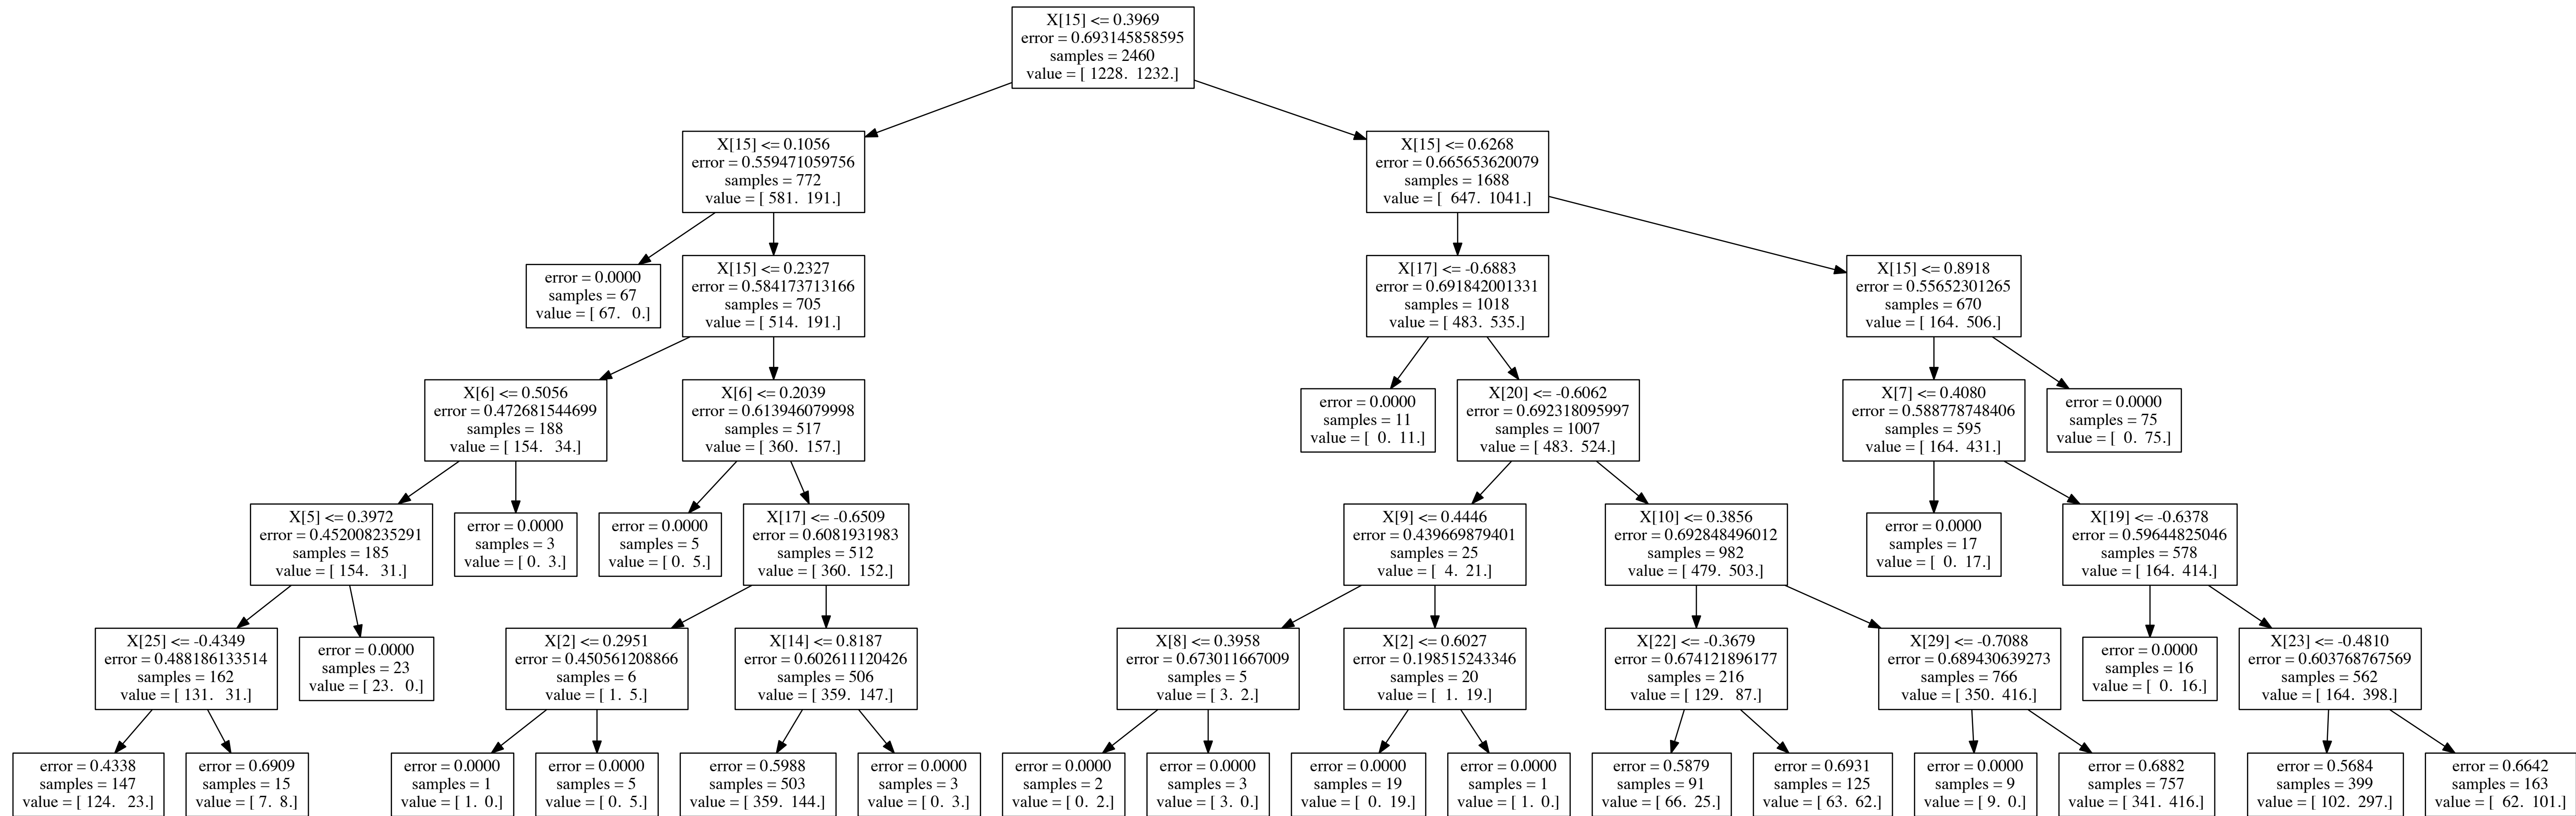 X[15] <= 0.3969
error = 0.693145858595
samples = 2460
value = [ 1228.  1232.]
X[15] <= 0.1056
error = 0.559471059756
samples = 772
value = [ 581.  191.]
X[15] <= 0.6268
error = 0.665653620079
samples = 1688
value = [  647.  1041.]
error = 0.0000
samples = 67
value = [ 67.   0.]
X[15] <= 0.2327
error = 0.584173713166
samples = 705
value = [ 514.  191.]
X[17] <= -0.6883
error = 0.691842001331
samples = 1018
value = [ 483.  535.]
X[15] <= 0.8918
error = 0.55652301265
samples = 670
value = [ 164.  506.]
X[6] <= 0.5056
error = 0.472681544699
samples = 188
value = [ 154.   34.]
X[6] <= 0.2039
error = 0.613946079998
samples = 517
value = [ 360.  157.]
error = 0.0000
samples = 11
value = [  0.  11.]
X[20] <= -0.6062
error = 0.692318095997
samples = 1007
value = [ 483.  524.]
X[7] <= 0.4080
error = 0.588778748406
samples = 595
value = [ 164.  431.]
error = 0.0000
samples = 75
value = [  0.  75.]
X[5] <= 0.3972
error = 0.452008235291
samples = 185
value = [ 154.   31.]
error = 0.0000
samples = 3
value = [ 0.  3.]
error = 0.0000
samples = 5
value = [ 0.  5.]
X[17] <= -0.6509
error = 0.6081931983
samples = 512
value = [ 360.  152.]
X[9] <= 0.4446
error = 0.439669879401
samples = 25
value = [  4.  21.]
X[10] <= 0.3856
error = 0.692848496012
samples = 982
value = [ 479.  503.]
error = 0.0000
samples = 17
value = [  0.  17.]
X[19] <= -0.6378
error = 0.59644825046
samples = 578
value = [ 164.  414.]
X[25] <= -0.4349
error = 0.488186133514
samples = 162
value = [ 131.   31.]
error = 0.0000
samples = 23
value = [ 23.   0.]
X[2] <= 0.2951
error = 0.450561208866
samples = 6
value = [ 1.  5.]
X[14] <= 0.8187
error = 0.602611120426
samples = 506
value = [ 359.  147.]
X[8] <= 0.3958
error = 0.673011667009
samples = 5
value = [ 3.  2.]
X[2] <= 0.6027
error = 0.198515243346
samples = 20
value = [  1.  19.]
X[22] <= -0.3679
error = 0.674121896177
samples = 216
value = [ 129.   87.]
X[29] <= -0.7088
error = 0.689430639273
samples = 766
value = [ 350.  416.]
error = 0.0000
samples = 16
value = [  0.  16.]
X[23] <= -0.4810
error = 0.603768767569
samples = 562
value = [ 164.  398.]
error = 0.4338
samples = 147
value = [ 124.   23.]
error = 0.6909
samples = 15
value = [ 7.  8.]
error = 0.0000
samples = 1
value = [ 1.  0.]
error = 0.0000
samples = 5
value = [ 0.  5.]
error = 0.5988
samples = 503
value = [ 359.  144.]
error = 0.0000
samples = 3
value = [ 0.  3.]
error = 0.0000
samples = 2
value = [ 0.  2.]
error = 0.0000
samples = 3
value = [ 3.  0.]
error = 0.0000
samples = 19
value = [  0.  19.]
error = 0.0000
samples = 1
value = [ 1.  0.]
error = 0.5879
samples = 91
value = [ 66.  25.]
error = 0.6931
samples = 125
value = [ 63.  62.]
error = 0.0000
samples = 9
value = [ 9.  0.]
error = 0.6882
samples = 757
value = [ 341.  416.]
error = 0.5684
samples = 399
value = [ 102.  297.]
error = 0.6642
samples = 163
value = [  62.  101.]